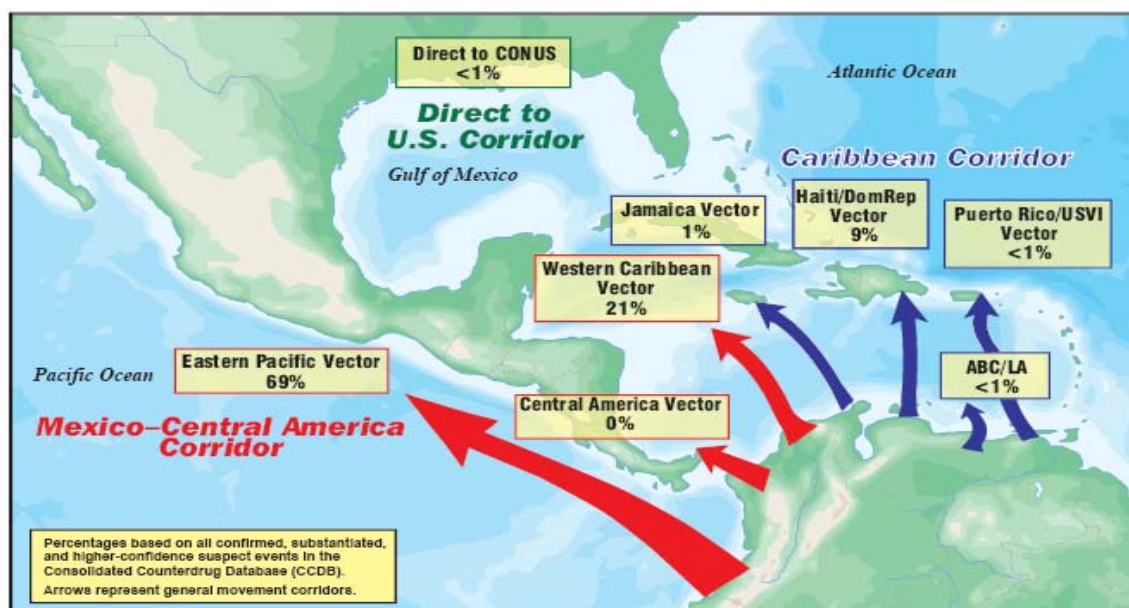 Direct to CONUS
<1%
Atlantic Ocean
Direct to
U.S. Corridor
Gulf of Mexico
Caribbean Corridor
Jamaica Vector
1%
Haiti/DomRep
Vector
9%
Puerto Rico/USVI
Vector
<1%
Western Caribbean
Vector
21%
Pacific Ocean
Eastern Pacific Vector
69%
ABC/LA
<1%
Central America Vector
0%
Mexico–Central America
Corridor
Percentages based on all confirmed, substantiated,
and higher-confidence suspect events in the
Consolidated Counterdrug Database (CCDB).
Arrows represent general movement corridors.